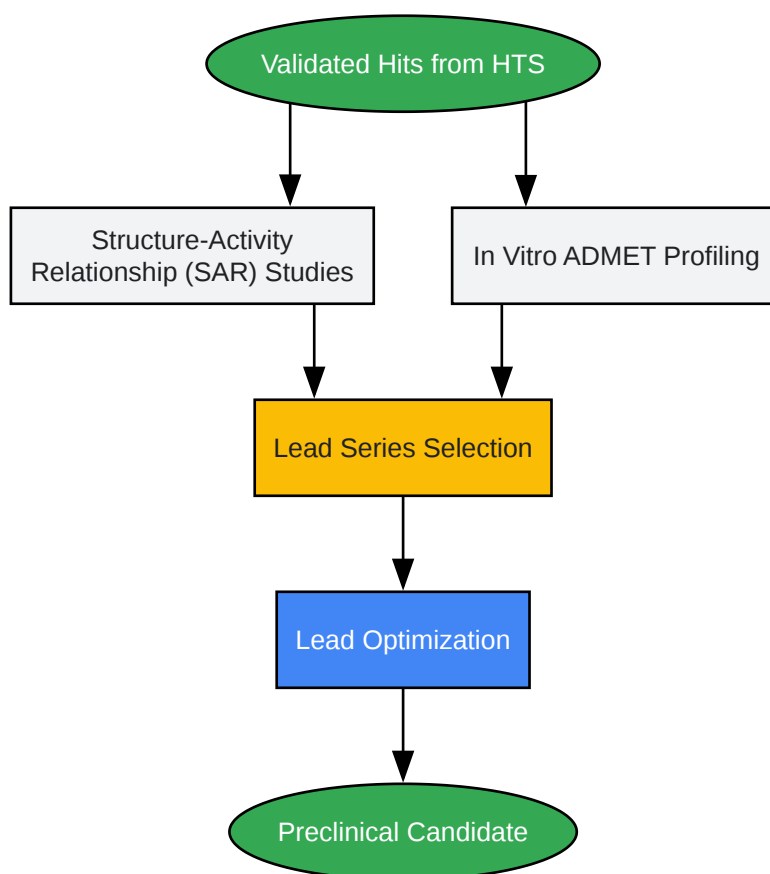 Validated Hits from HTS
Structure-Activity
Relationship (SAR) Studies
In Vitro ADMET Profiling
Lead Series Selection
Lead Optimization
Preclinical Candidate